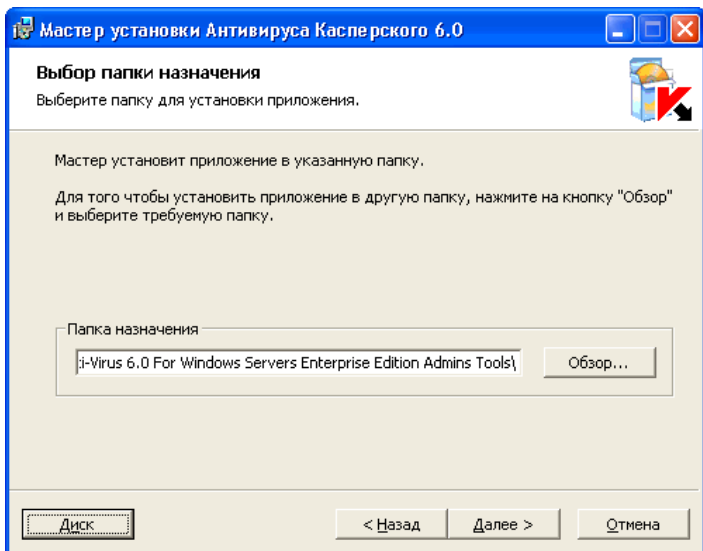 Мастер установки Антивируса Касперского 6.0
Выбор папки назначения
Выберите папку для установки приложения.
Мастер установит приложение в указанную папку.
Для того чтобы установить приложение в другую папку, нажмите на кнопку "Обзор"
и выберите требуемую папку.
Папка назначения
:i-Virus 6.0 For Windows Servers Enterprise Edition Admins Tools\
Обзор...
Диск
< Назад
Далее >
Отмена